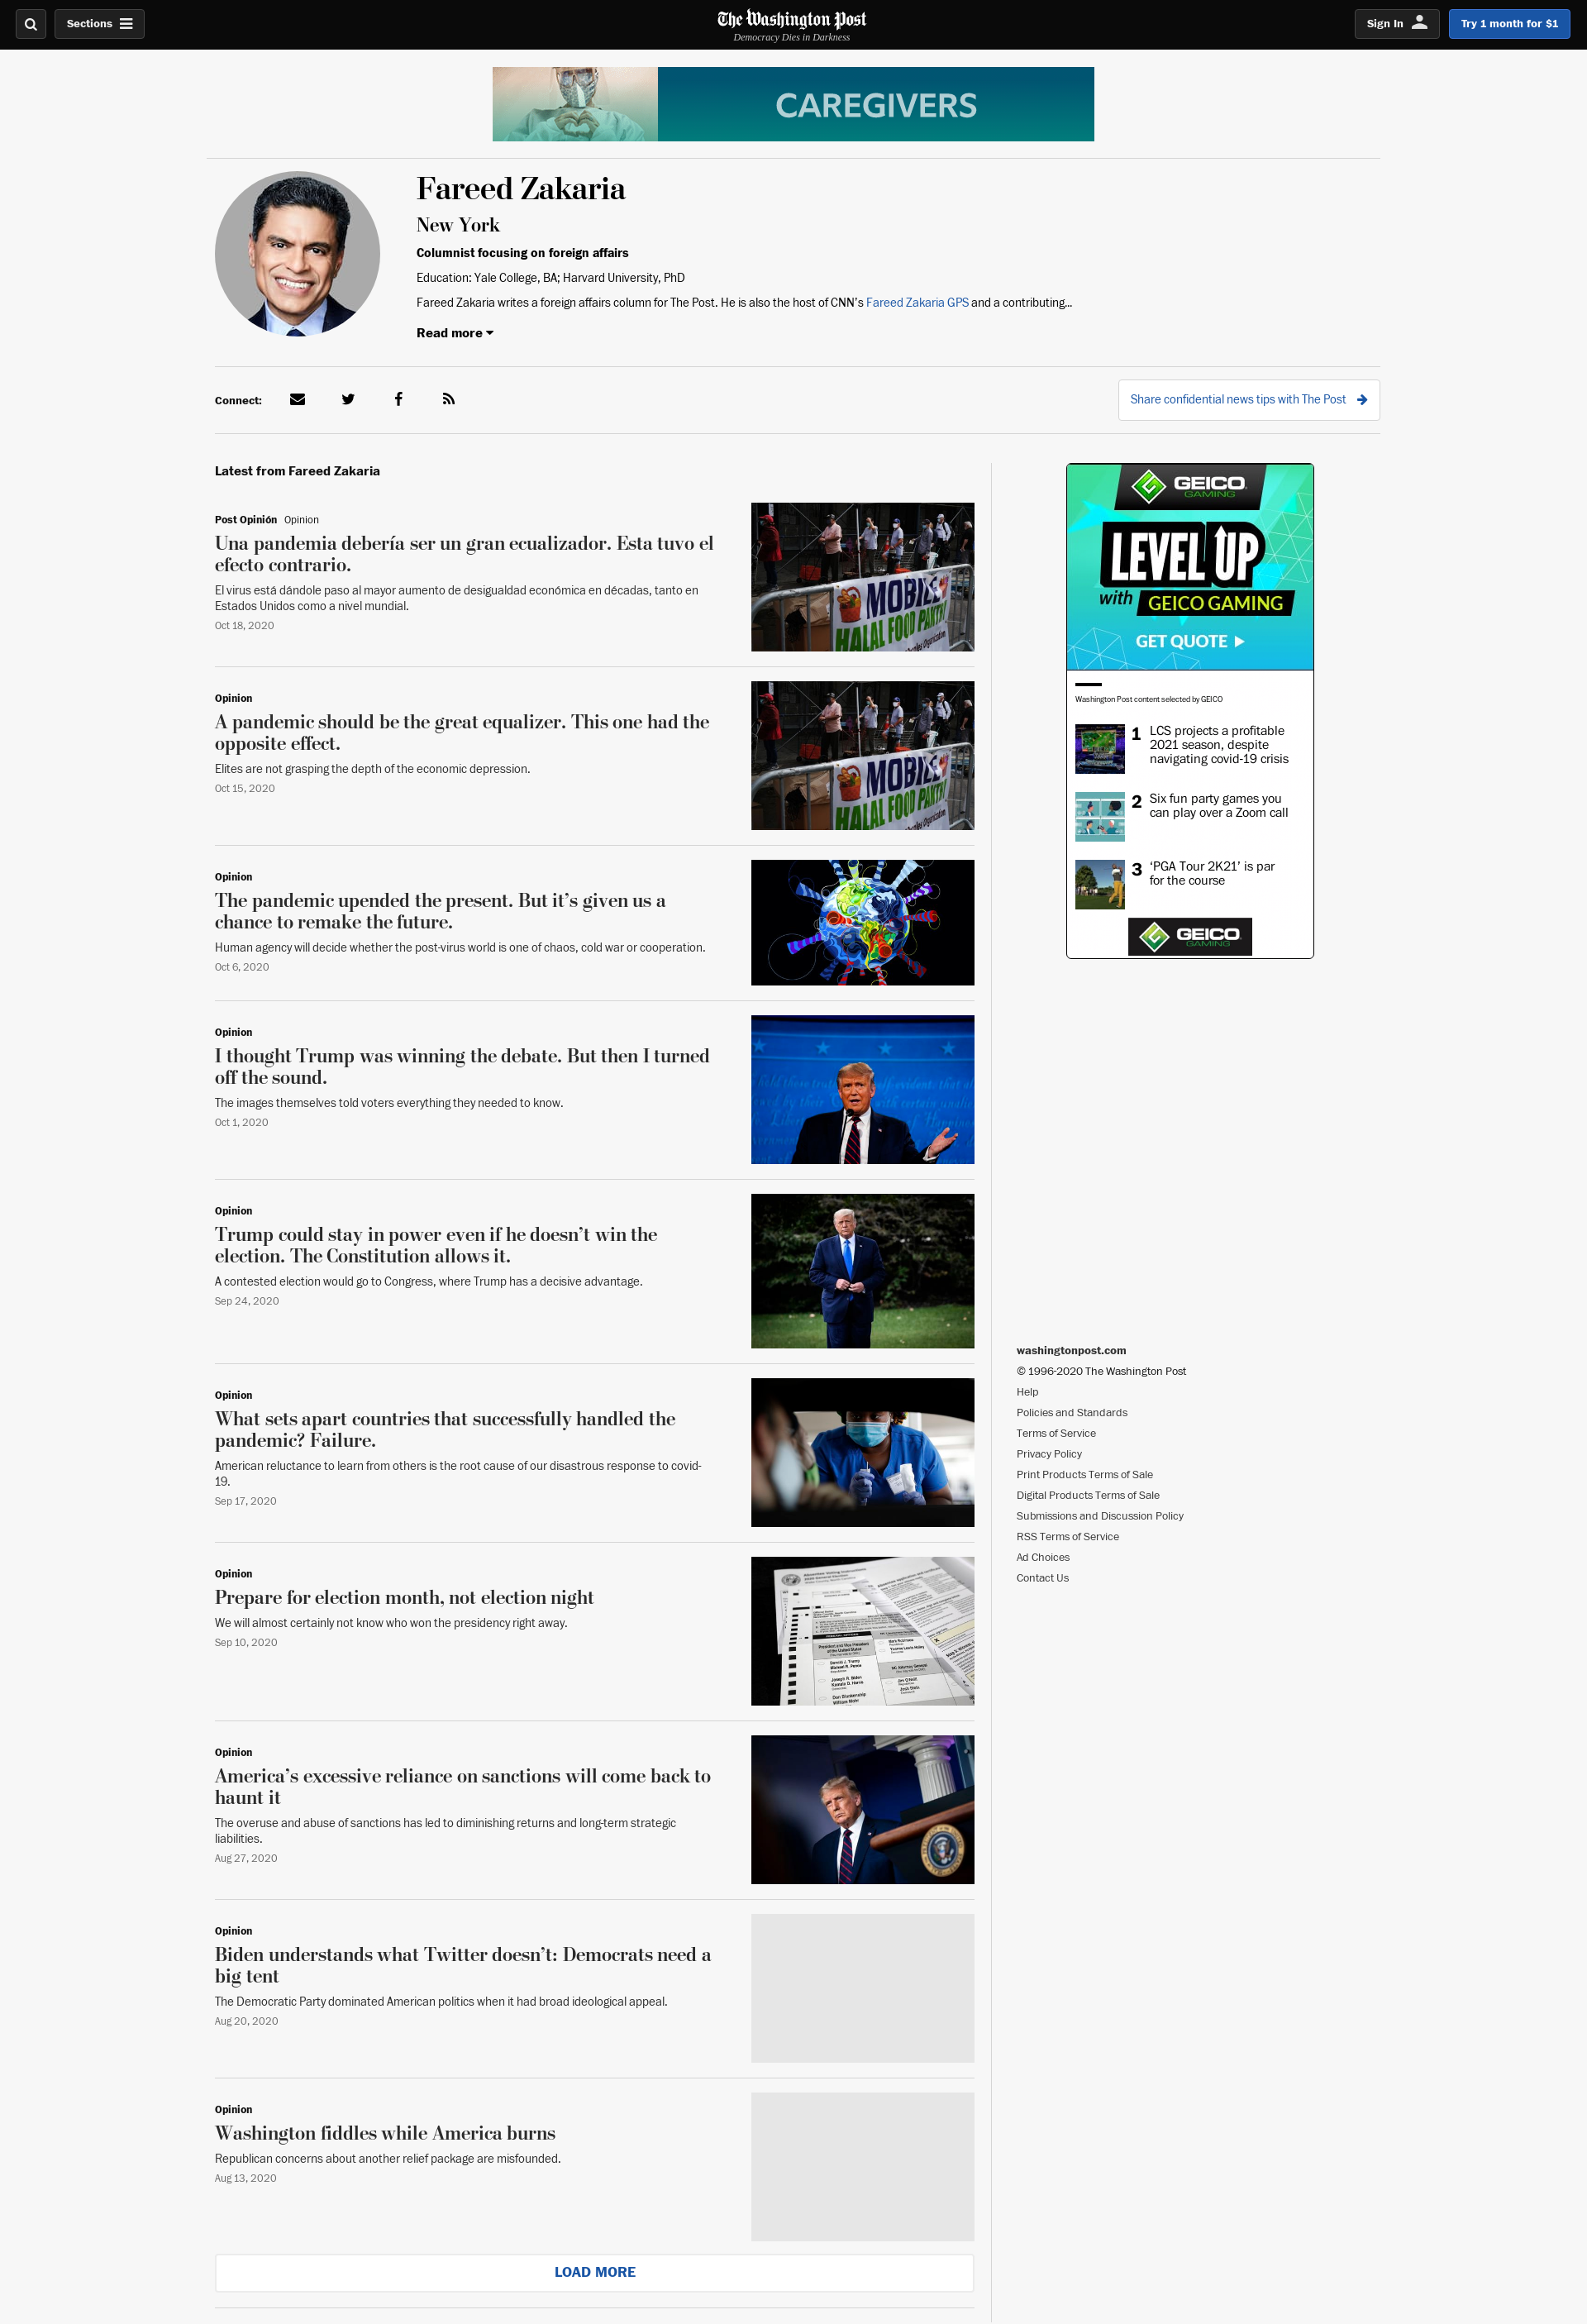 Sections
The Washington Post
Democracy Dies in Darkness
Sign In
Try 1 month for $1
CAREGIVERS
Fareed Zakaria
New York
Columnist focusing on foreign affairs
Education: Yale College, BA; Harvard University, PhD
Fareed Zakaria writes a foreign affairs column for The Post. He is also the host of CNN’s Fareed Zakaria GPS and a contributing...
Read more
Connect:
Share confidential news tips with The Post
Latest from Fareed Zakaria
Post Opinión Opinion
Una pandemia debería ser un gran ecualizador. Esta tuvo el
efecto contrario.
El virus está dándole paso al mayor aumento de desigualdad económica en décadas, tanto en
Estados Unidos como a nivel mundial.
Oct 18, 2020
MOBILE
HALAL FOOD PANTRY
Opinion
A pandemic should be the great equalizer. This one had the
opposite effect.
Elites are not grasping the depth of the economic depression.
Oct 15, 2020
MOBILE
HALAL FOOD PANTRY
Opinion
The pandemic upended the present. But it’s given us a
chance to remake the future.
Human agency will decide whether the post-virus world is one of chaos, cold war or cooperation.
Oct 6, 2020
Opinion
I thought Trump was winning the debate. But then I turned
off the sound.
The images themselves told voters everything they needed to know.
Oct 1, 2020
Opinion
Trump could stay in power even if he doesn’t win the
election. The Constitution allows it.
A contested election would go to Congress, where Trump has a decisive advantage.
Sep 24, 2020
Opinion
What sets apart countries that successfully handled the
pandemic? Failure.
American reluctance to learn from others is the root cause of our disastrous response to covid-
19.
Sep 17, 2020
Opinion
Prepare for election month, not election night
We will almost certainly not know who won the presidency right away.
Sep 10, 2020
Opinion
America’s excessive reliance on sanctions will come back to
haunt it
The overuse and abuse of sanctions has led to diminishing returns and long-term strategic
liabilities.
Aug 27, 2020
Opinion
Biden understands what Twitter doesn’t: Democrats need a
big tent
The Democratic Party dominated American politics when it had broad ideological appeal.
Aug 20, 2020
Opinion
Washington fiddles while America burns
Republican concerns about another relief package are misfounded.
Aug 13, 2020
LOAD MORE
GEICO
GAMING
LEVEL UP
with GEICO GAMING
GET QUOTE
Washington Post content selected by GEICO
1 LCS projects a profitable
2021 season, despite
navigating covid-19 crisis
2 Six fun party games you
can play over a Zoom call
3 ‘PGA Tour 2K21’ is par
for the course
GEICO
GAMING
washingtonpost.com
© 1996-2020 The Washington Post
Help
Policies and Standards
Terms of Service
Privacy Policy
Print Products Terms of Sale
Digital Products Terms of Sale
Submissions and Discussion Policy
RSS Terms of Service
Ad Choices
Contact Us